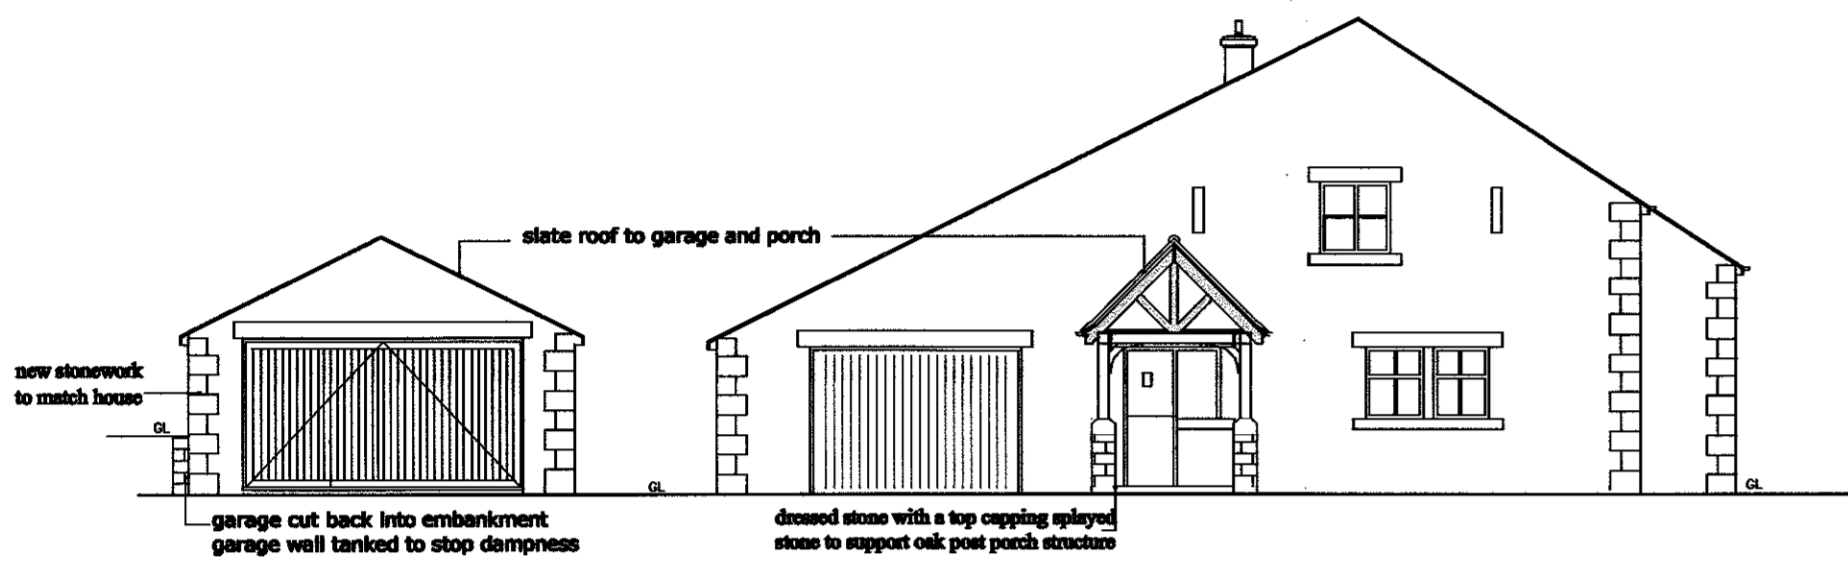 slate roof to garage and porch
new stonework
to match house
GL
GL
GL
garage cut back into embankment
garage wall tanked to stop dampness
dressed stone with a top capping splayed
stone to support oak post porch structure